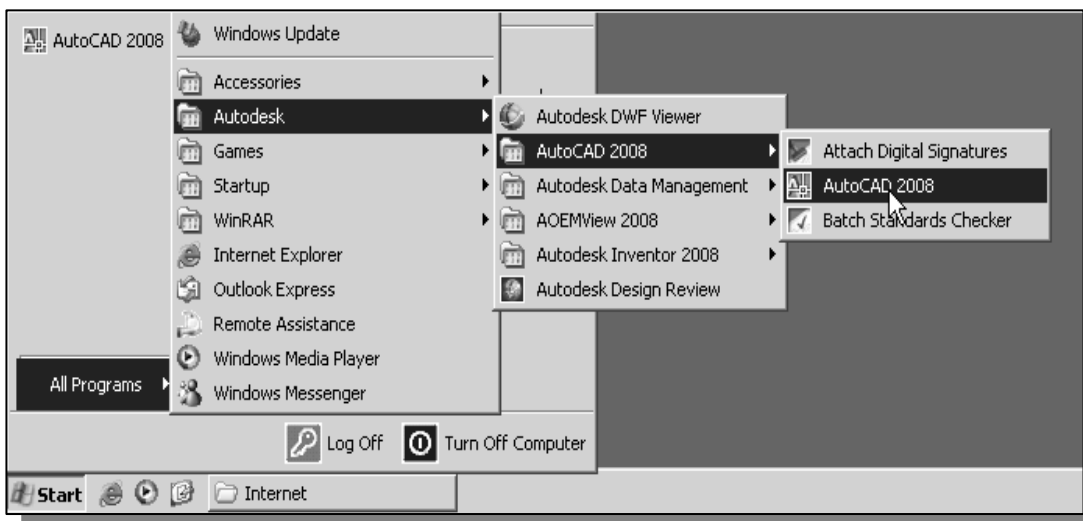 AutoCAD 2008
Windows Update
Accessories
Autodesk
Games
Startup
WinRAR
Internet Explorer
Outlook Express
Remote Assistance
Windows Media Player
Windows Messenger
Autodesk DWF Viewer
AutoCAD 2008
Autodesk Data Management
AOEMView 2008
Autodesk Inventor 2008
Autodesk Design Review
Attach Digital Signatures
AutoCAD 2008
Batch Standards Checker
All Programs
Log Off
Turn Off Computer
Start
Internet